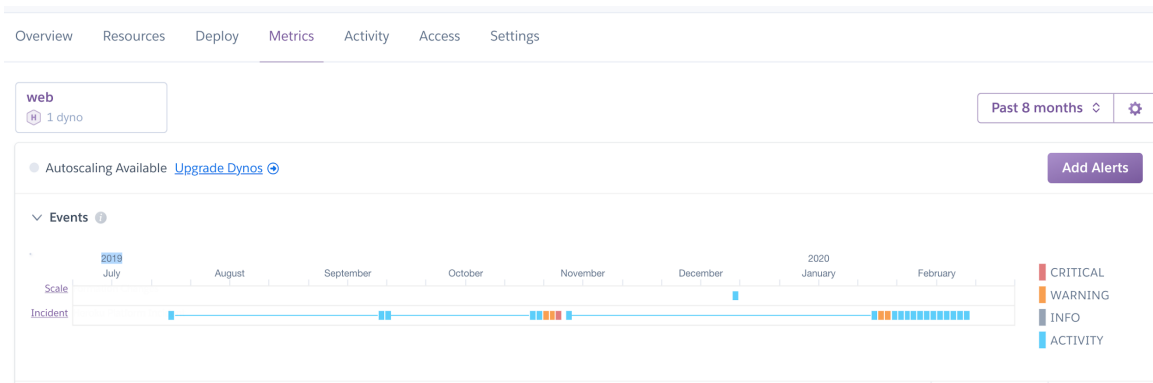 Overview Resources Deploy Metrics Activity Access Settings
web
H 1 dyno
Past 8 months
Autoscaling Available Upgrade Dynos
Add Alerts
Events i
2019 2020
July August September October November December January February
Scale
Incident
CRITICAL
WARNING
INFO
ACTIVITY